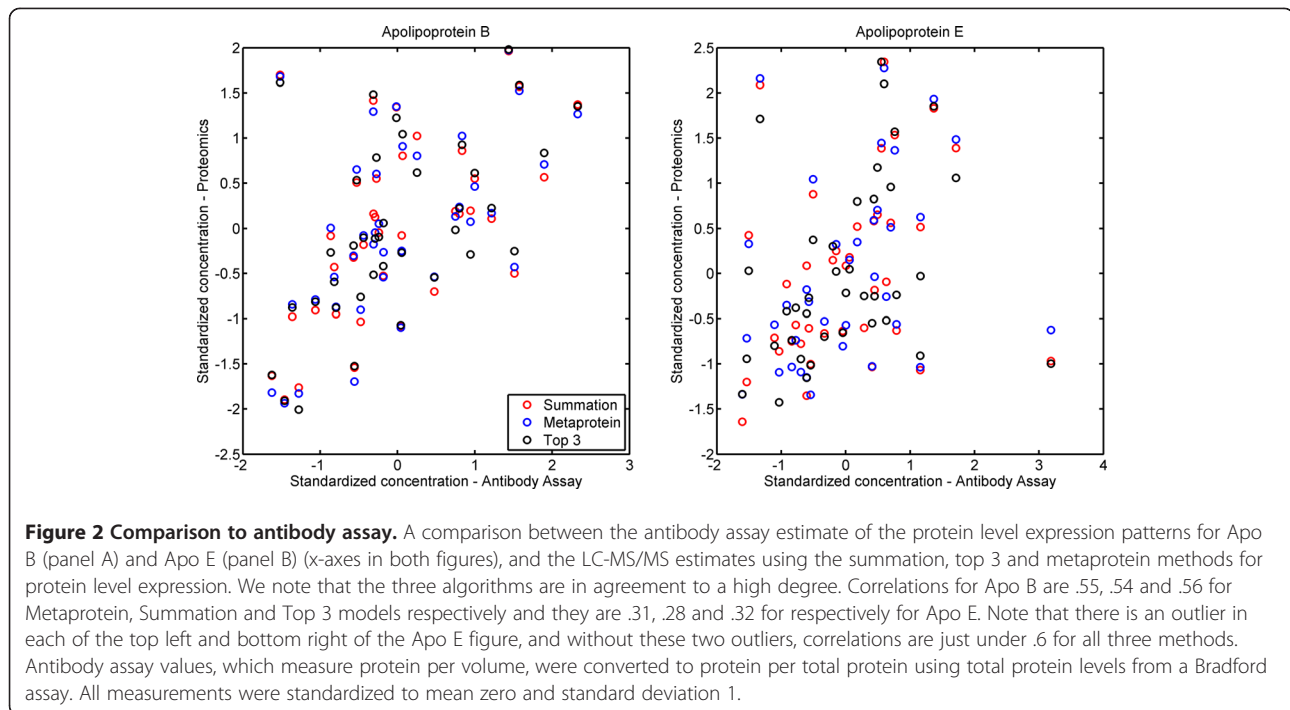 Apolipoprotein B
2
1.5
1
0.5
0
-0.5
-1
-1.5
-2
-2.5
Standardized concentration - Proteomics
-2 -1 0 1 2 3
Standardized concentration - Antibody Assay
Summation
Metaprotein
Top 3
Apolipoprotein E
2.5
2
1.5
1
0.5
0
-0.5
-1
-1.5
-2
Standardized concentration - Proteomics
-2 -1 0 1 2 3 4
Standardized concentration - Antibody Assay
Figure 2 Comparison to antibody assay. A comparison between the antibody assay estimate of the protein level expression patterns for Apo
B (panel A) and Apo E (panel B) (x-axes in both figures), and the LC-MS/MS estimates using the summation, top 3 and metaprotein methods for
protein level expression. We note that the three algorithms are in agreement to a high degree. Correlations for Apo B are .55, .54 and .56 for
Metaprotein, Summation and Top 3 models respectively and they are .31, .28 and .32 for respectively for Apo E. Note that there is an outlier in
each of the top left and bottom right of the Apo E figure, and without these two outliers, correlations are just under .6 for all three methods.
Antibody assay values, which measure protein per volume, were converted to protein per total protein using total protein levels from a Bradford
assay. All measurements were standardized to mean zero and standard deviation 1.